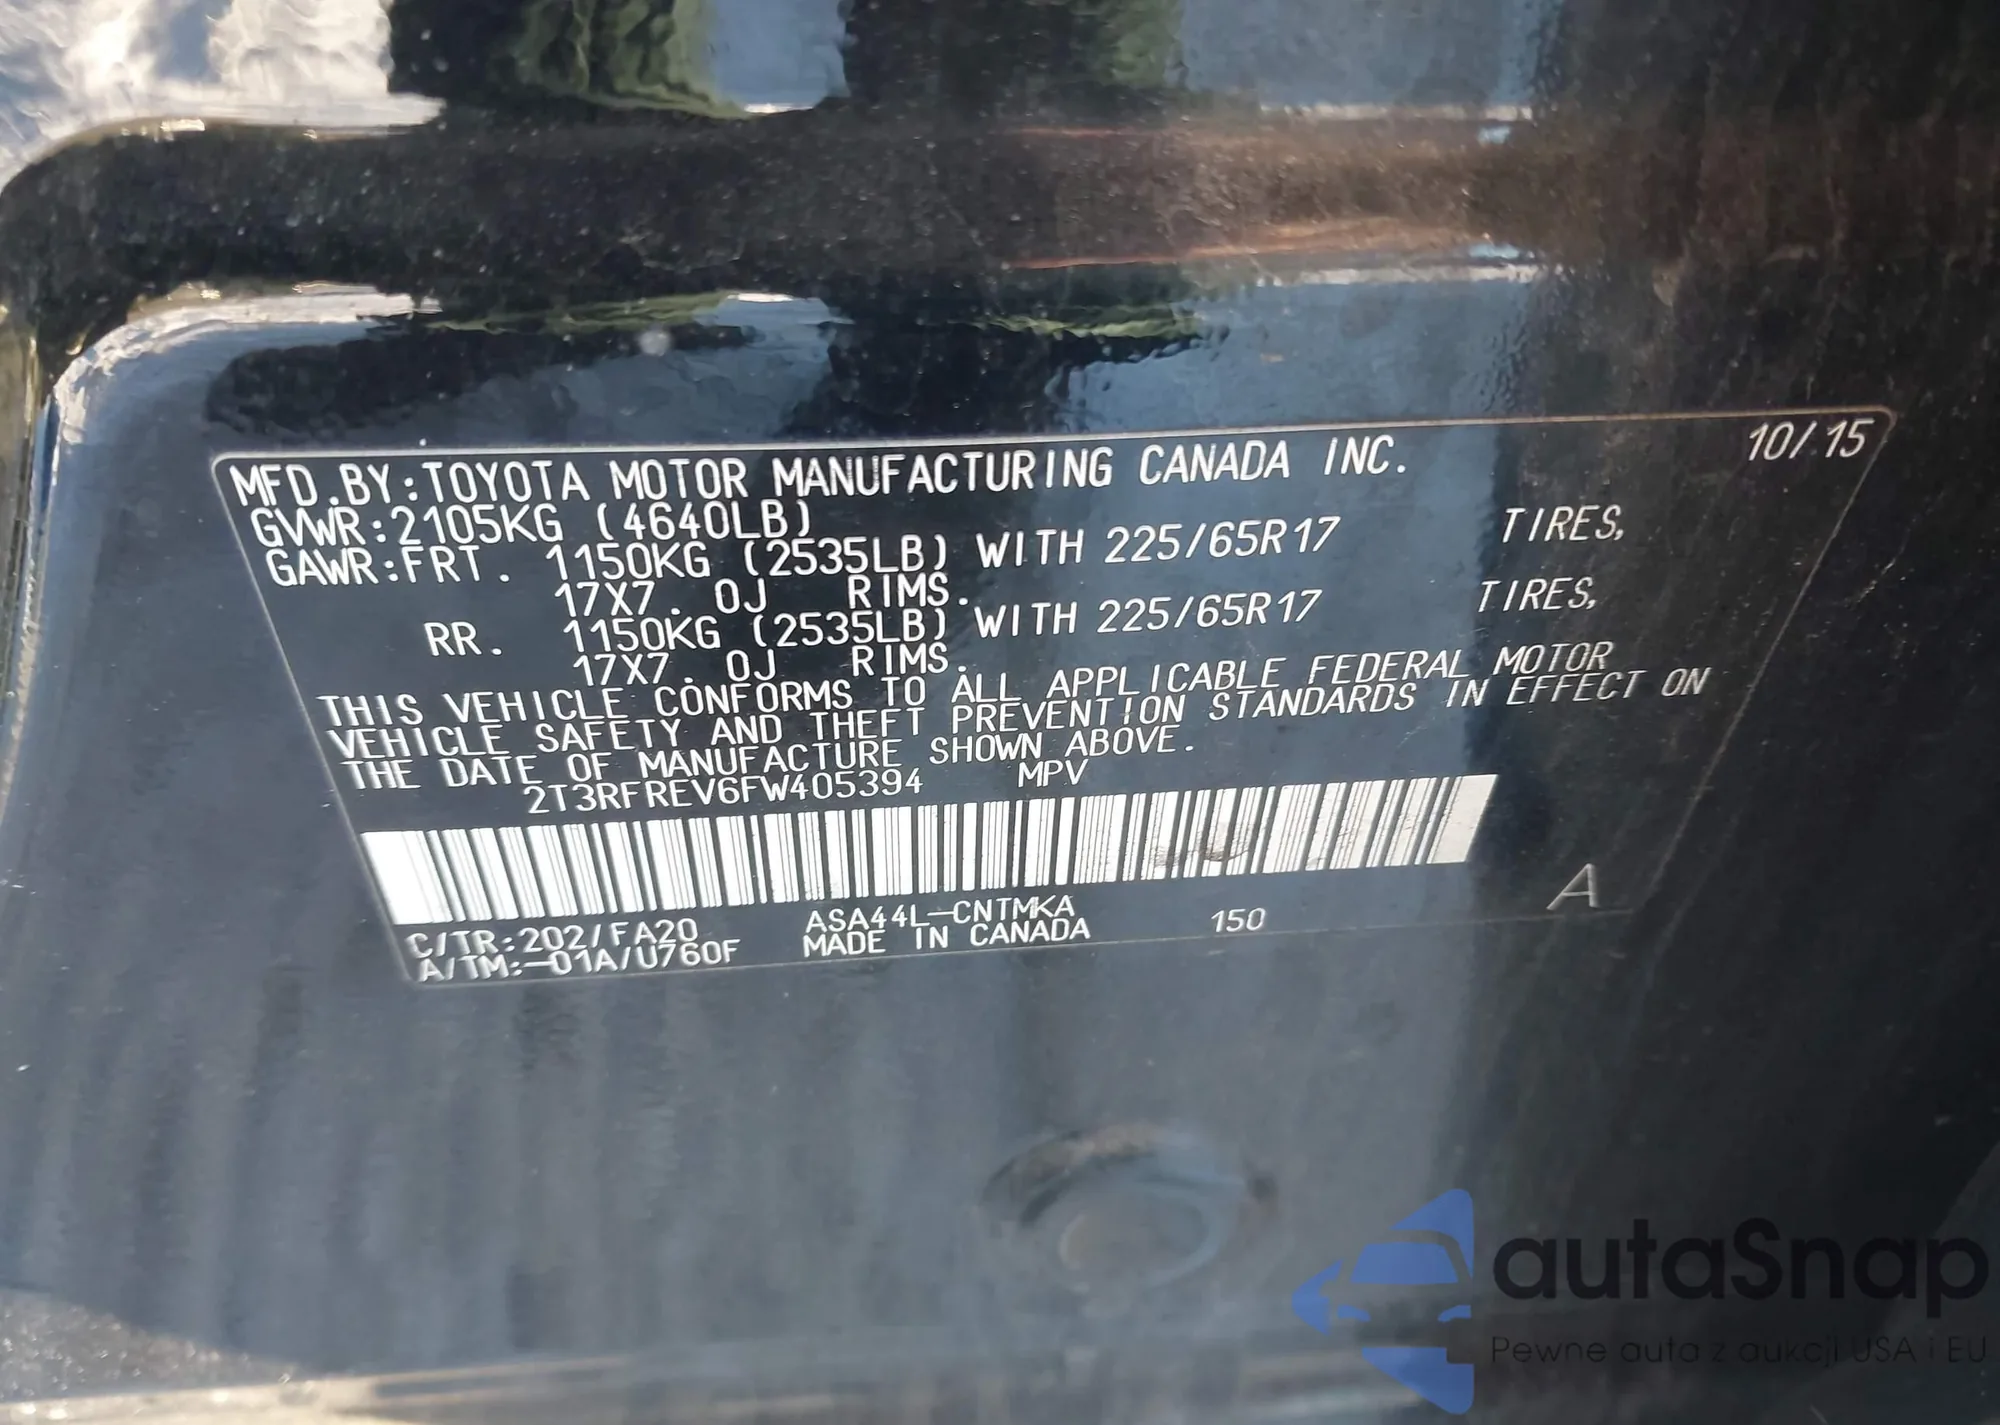 10/15
MFD.BY:TOYOTA MOTOR MANUFACTURING CANADA INC.
GVWR:2105KG (4640LB)
GAWR:FRT. 1150KG (2535LB) WITH 225/65R17 TIRES,
17X7.0J RIMS.
RR. 1150KG (2535LB) WITH 225/65R17 TIRES,
17X7.0J RIMS.
THIS VEHICLE CONFORMS TO ALL APPLICABLE FEDERAL MOTOR
VEHICLE SAFETY AND THEFT PREVENTION STANDARDS IN EFFECT ON
THE DATE OF MANUFACTURE SHOWN ABOVE.
2T3RFREV6FW405394 MPV
C/TR:202/FA20 ASA44L-CNTMKA 150 A
A/TM:-01A/U760F MADE IN CANADA
autaSnap
Pewne auta z aukcji USA i EU